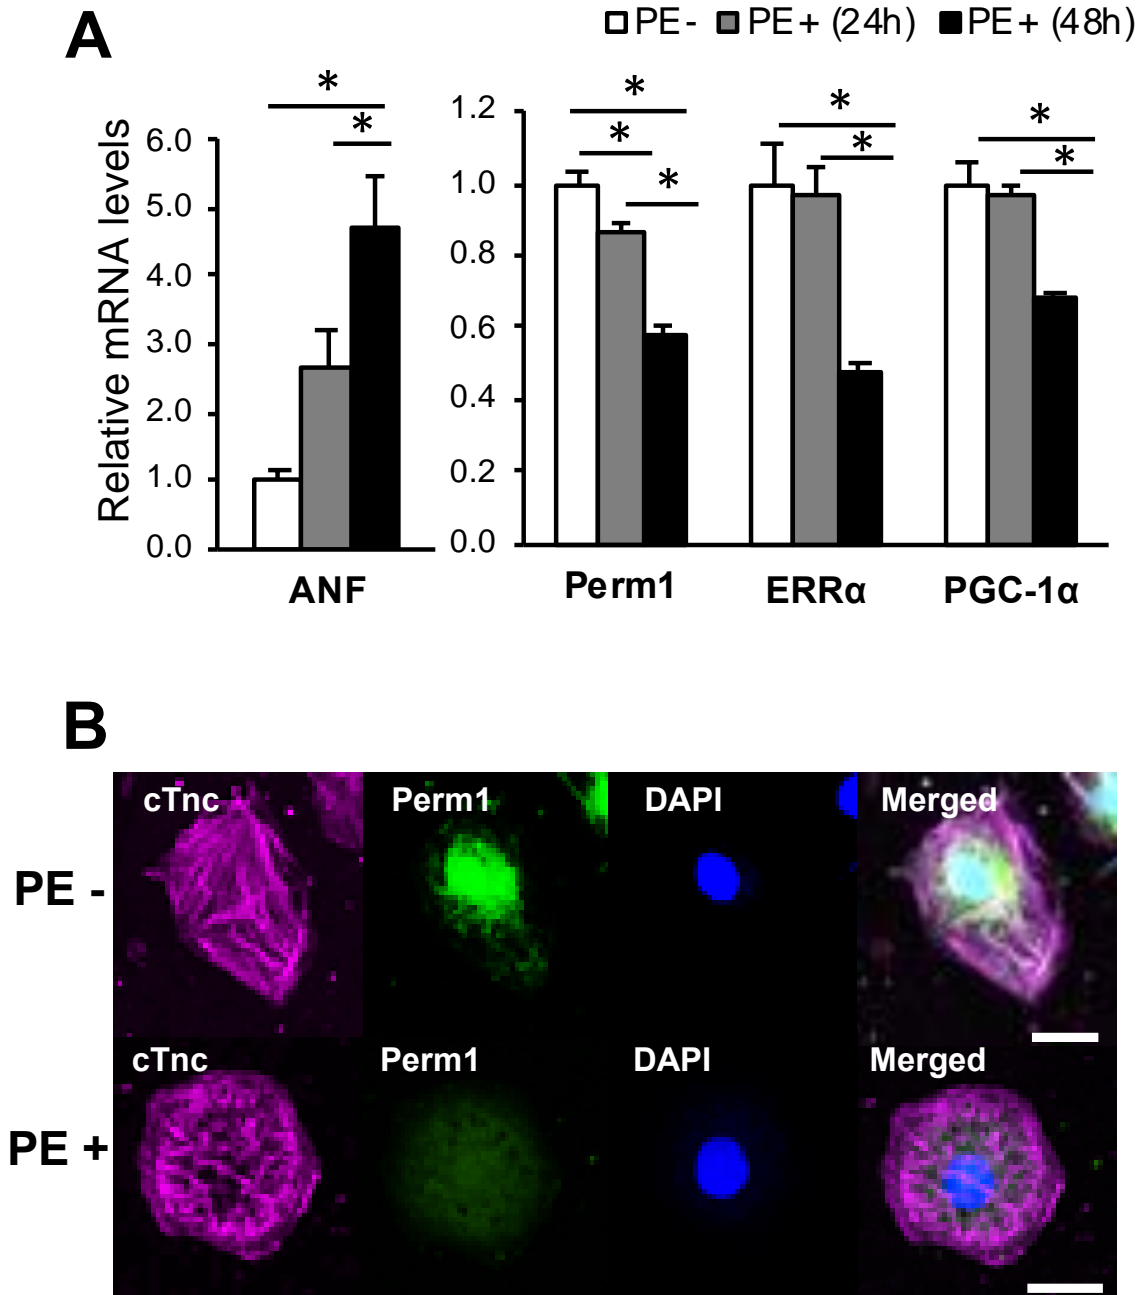 A
PE - PE + (24h) PE + (48h)
Relative mRNA levels
6.0
5.0
4.0
3.0
2.0
1.0
0.0
* *
ANF
1.2
1.0
0.8
0.6
0.4
0.2
0.0
* * *
* *
* *
Perm1 ERRα PGC-1α
B
PE -
cTnc Perm1 DAPI Merged
PE +
cTnc Perm1 DAPI Merged